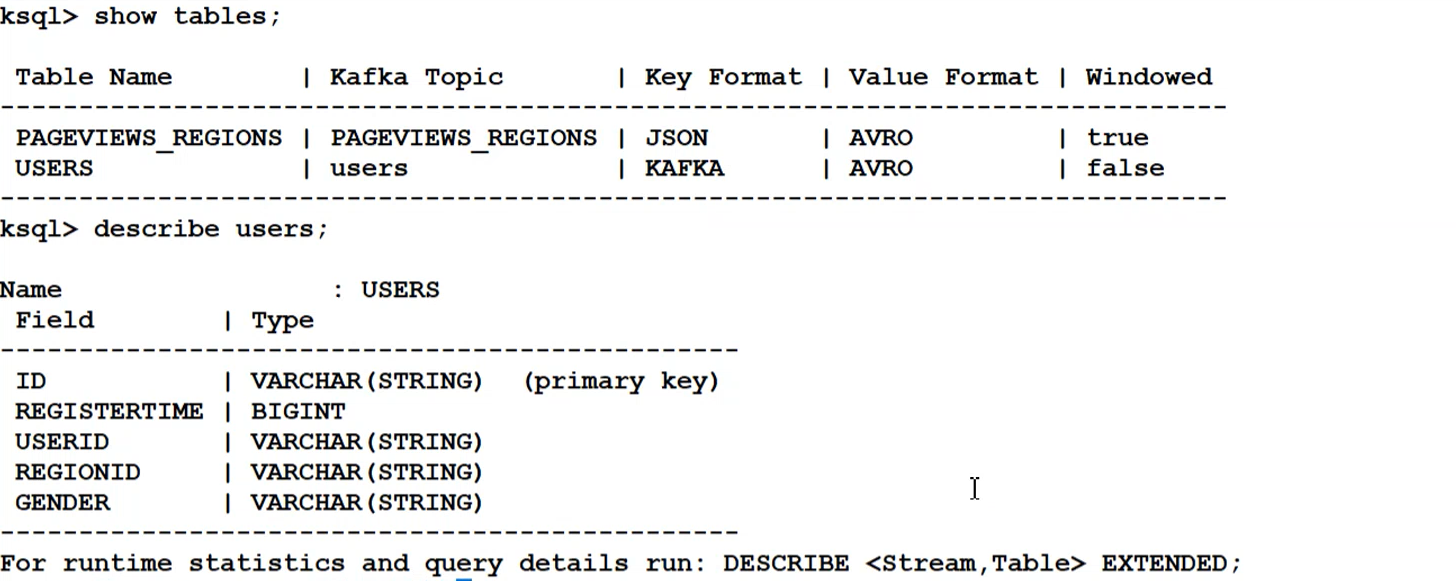 ksql> show tables;
Table Name | Kafka Topic | Key Format | Value Format | Windowed
----------------------------------------------------------------------------------
PAGEVIEWS_REGIONS | PAGEVIEWS_REGIONS | JSON | AVRO | true
USERS | users | KAFKA | AVRO | false
----------------------------------------------------------------------------------
ksql> describe users;
Name : USERS
Field | Type
-----------------------------------------------
ID | VARCHAR(STRING) (primary key)
REGISTERTIME | BIGINT
USERID | VARCHAR(STRING)
REGIONID | VARCHAR(STRING)
GENDER | VARCHAR(STRING)
-----------------------------------------------
For runtime statistics and query details run: DESCRIBE <Stream,Table> EXTENDED;